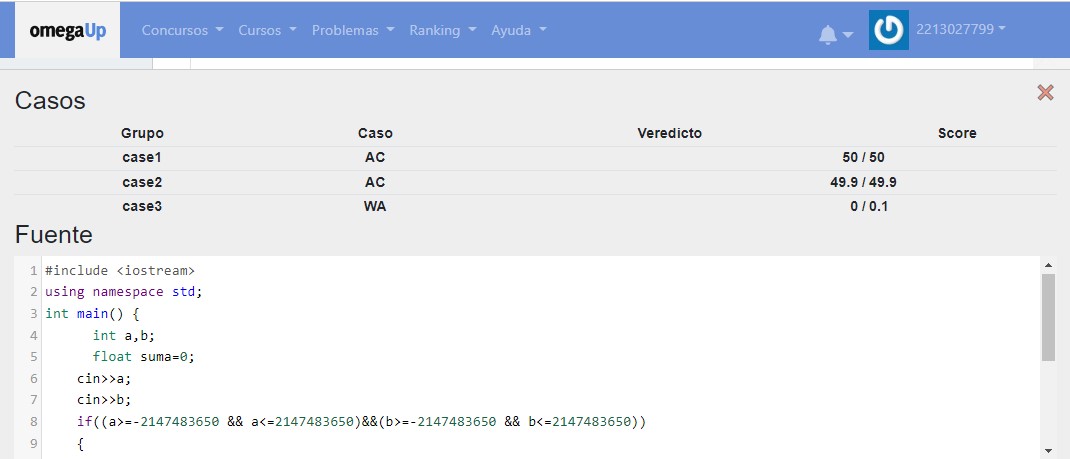 omegaUp Concursos Cursos Problemas Ranking Ayuda 2213027799
Casos
Grupo Caso Veredicto Score
case1 AC 50 / 50
case2 AC 49.9 / 49.9
case3 WA 0 / 0.1
Fuente
1 #include <iostream>
2 using namespace std;
3 int main() {
4 int a,b;
5 float suma=0;
6 cin>>a;
7 cin>>b;
8 if((a>=-2147483650 && a<=2147483650)&&(b>=-2147483650 && b<=2147483650))
9 {